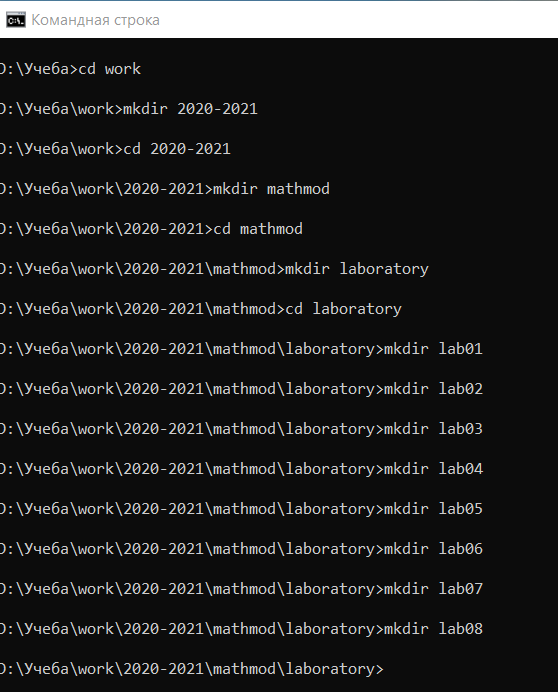 Командная строка
D:\Учеба>cd work
D:\Учеба\work>mkdir 2020-2021
D:\Учеба\work>cd 2020-2021
D:\Учеба\work\2020-2021>mkdir mathmod
D:\Учеба\work\2020-2021>cd mathmod
D:\Учеба\work\2020-2021\mathmod>mkdir laboratory
D:\Учеба\work\2020-2021\mathmod>cd laboratory
D:\Учеба\work\2020-2021\mathmod\laboratory>mkdir lab01
D:\Учеба\work\2020-2021\mathmod\laboratory>mkdir lab02
D:\Учеба\work\2020-2021\mathmod\laboratory>mkdir lab03
D:\Учеба\work\2020-2021\mathmod\laboratory>mkdir lab04
D:\Учеба\work\2020-2021\mathmod\laboratory>mkdir lab05
D:\Учеба\work\2020-2021\mathmod\laboratory>mkdir lab06
D:\Учеба\work\2020-2021\mathmod\laboratory>mkdir lab07
D:\Учеба\work\2020-2021\mathmod\laboratory>mkdir lab08
D:\Учеба\work\2020-2021\mathmod\laboratory>